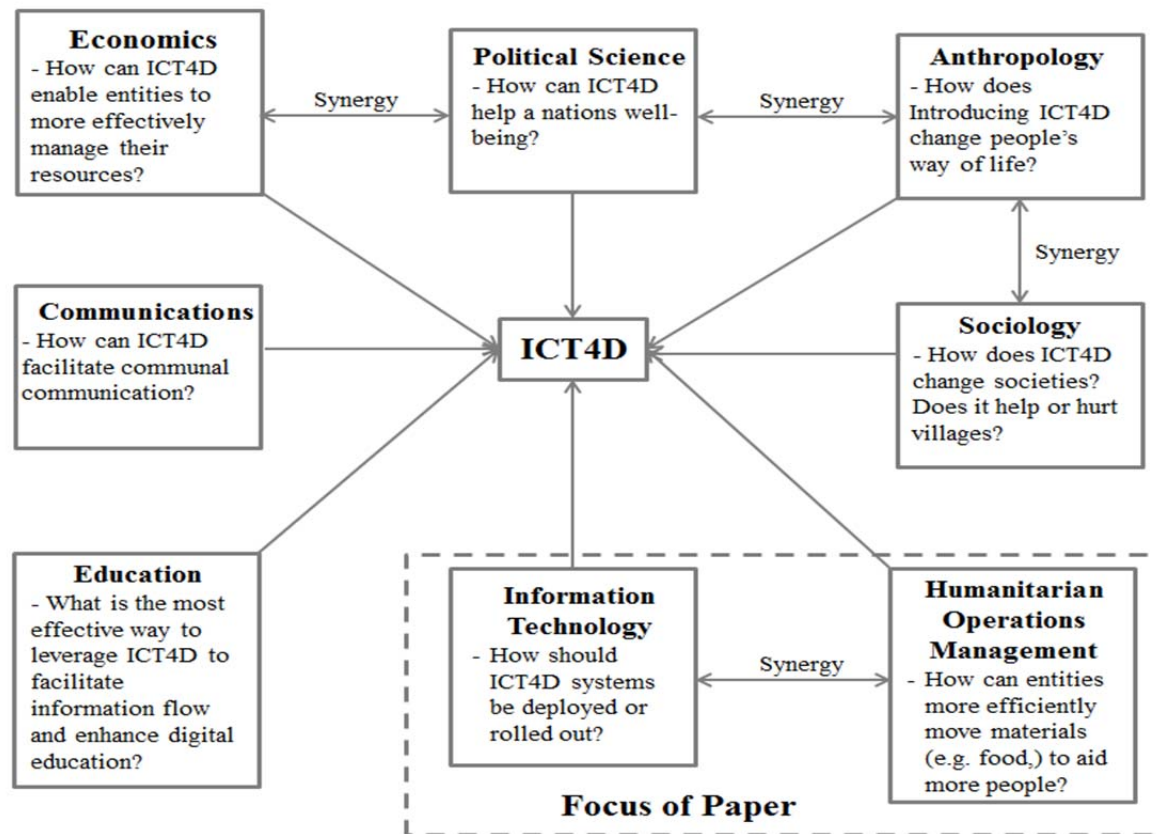 Economics
- How can ICT4D
enable entities to
more effectively
manage their
resources?
Synergy
Political Science
- How can ICT4D
help a nations well-
being?
Synergy
Anthropology
- How does
Introducing ICT4D
change people's
way of life?
Synergy
Communications
- How can ICT4D
facilitate communal
communication?
ICT4D
Sociology
- How does ICT4D
change societies?
Does it help or hurt
villages?
Education
- What is the most
effective way to
leverage ICT4D to
facilitate
information flow
and enhance digital
education?
Information
Technology
- How should
ICT4D systems
be deployed or
rolled out?
Synergy
Humanitarian
Operations
Management
- How can entities
more efficiently
move materials
(e.g. food,) to aid
more people?
Focus of Paper